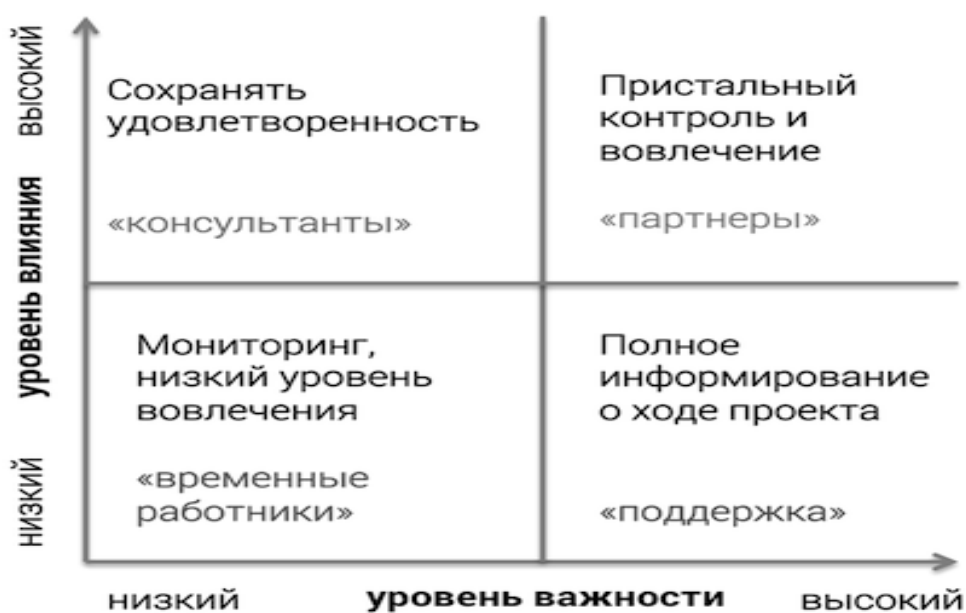 высокий
Сохранять
удовлетворенность
«консультанты»
Пристальный
контроль и
вовлечение
«партнеры»
уровень влияния
Мониторинг,
низкий уровень
вовлечения
«временные
работники»
Полное
информирование
о ходе проекта
«поддержка»
низкий
низкий
уровень важности
высокий